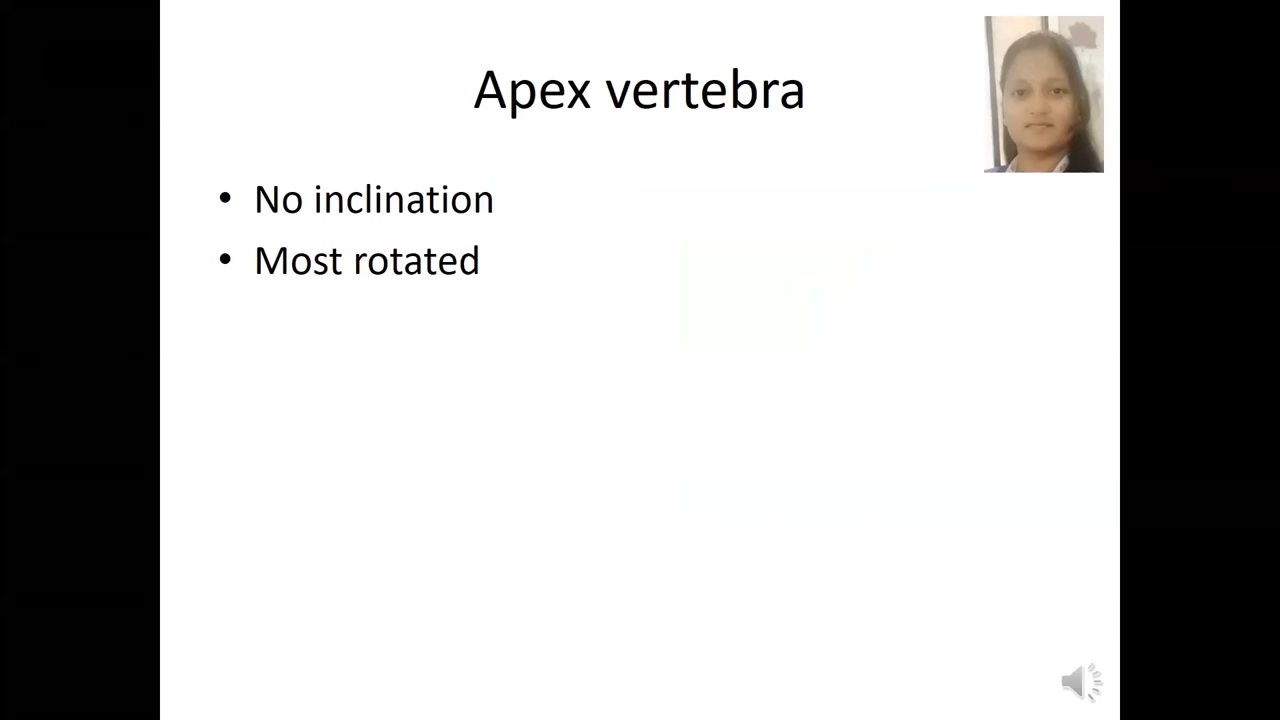 Apex vertebra
• No inclination
• Most rotated